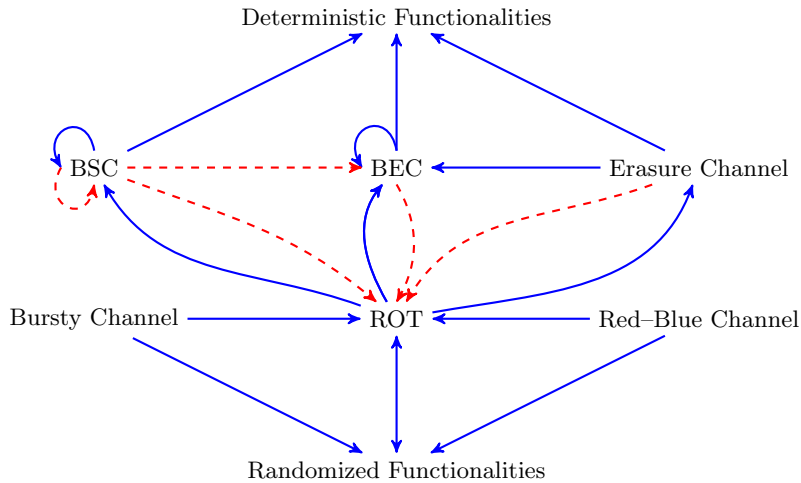 Deterministic Functionalities
BSC
BEC
Erasure Channel
Bursty Channel
ROT
Red–Blue Channel
Randomized Functionalities